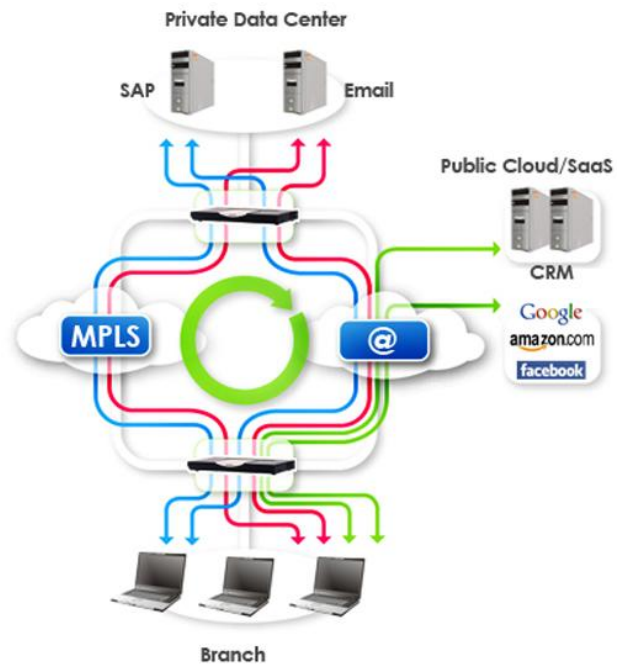 Private Data Center
SAP
Email
Public Cloud/SaaS
CRM
MPLS
@
Google
amazon.com
facebook
Branch